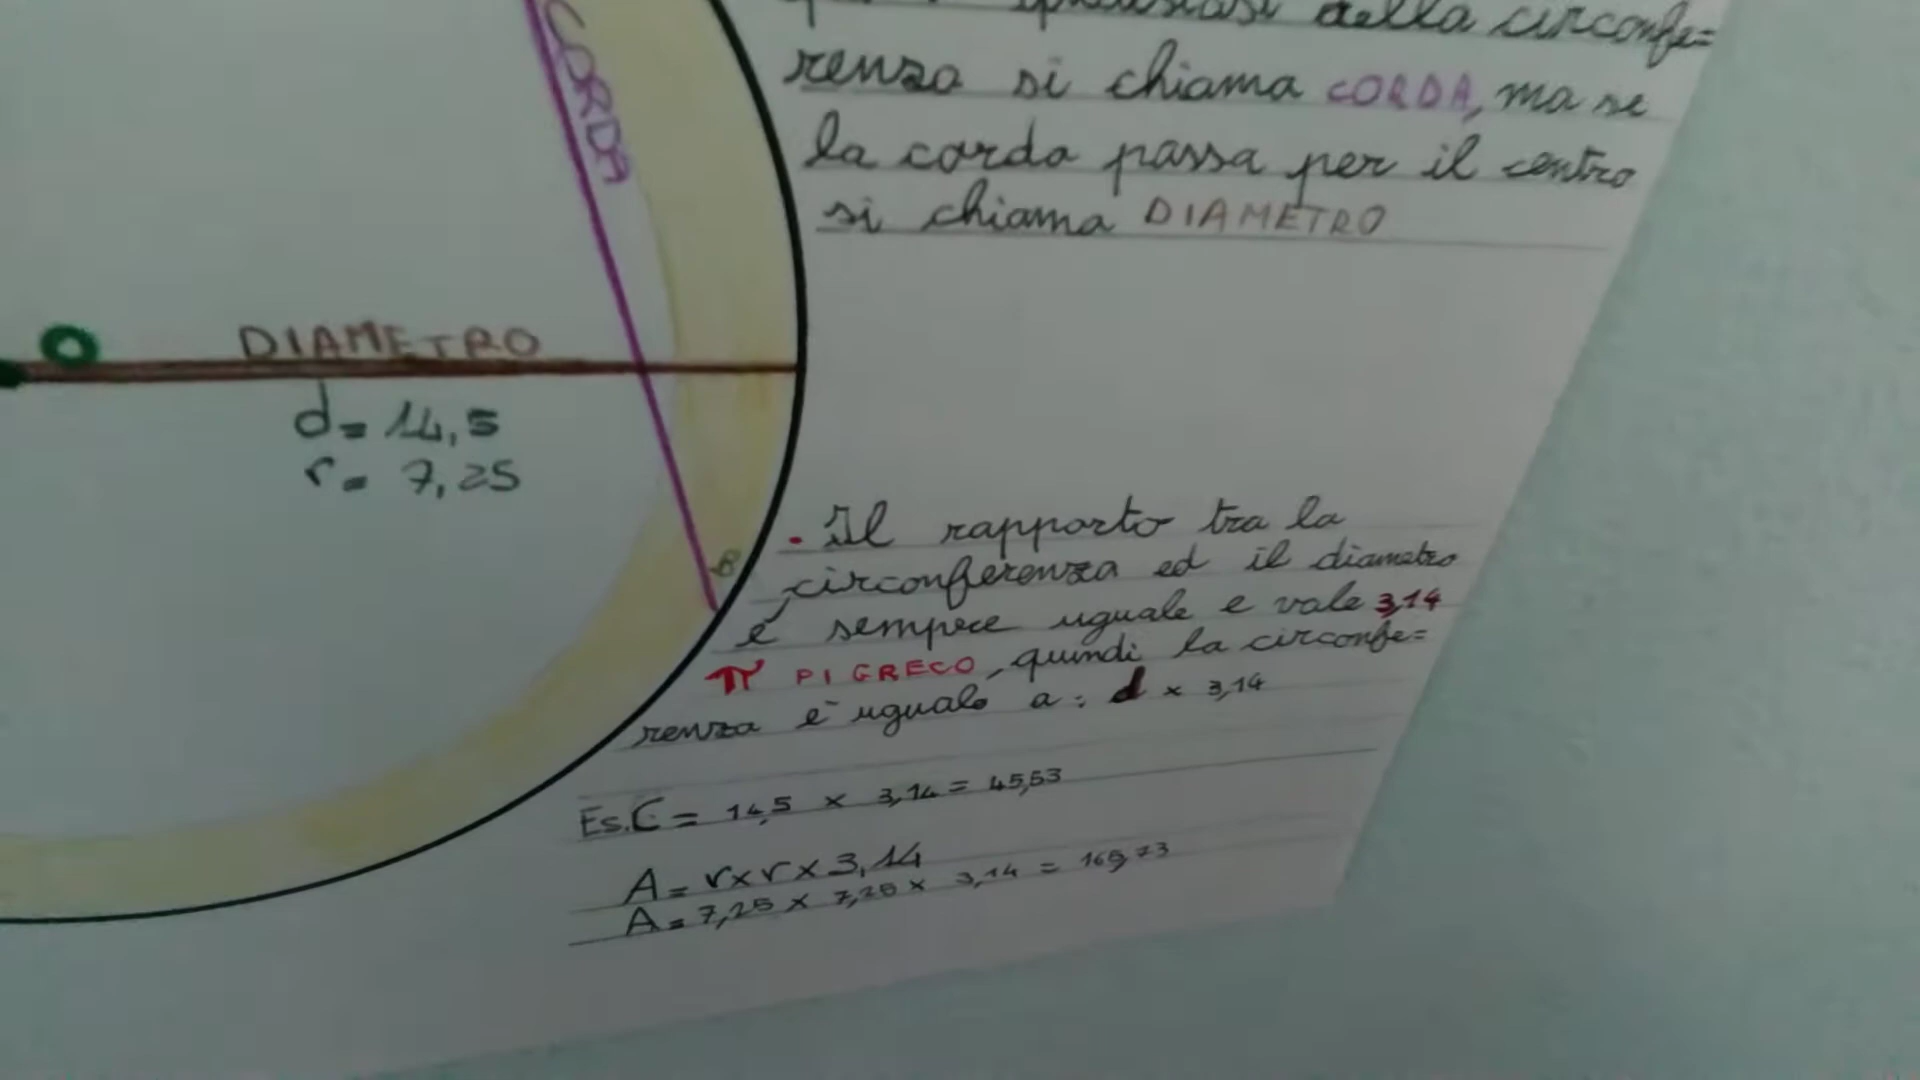 della circonfe=
renza si chiama CORDA, ma se
la corda passa per il centro
si chiama DIAMETRO
CORDA
O
DIAMETRO
d= 14,5
r= 7,25
B
. Il rapporto tra la
circonferenza ed il diametro
è sempre uguale e vale 3,14
π PI GRECO, quindi la circonfe=
renza è uguale a: d x 3,14
Es. C = 14,5 x 3,14 = 45,53
A = r x r x 3,14
A = 7,25 x 7,25 x 3,14 =